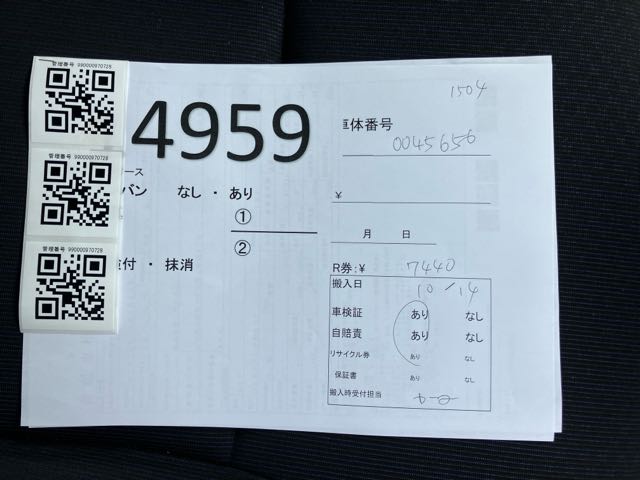 管理番号 990000970728
管理番号 990000970728
管理番号 990000970728
4959
1504
車体番号
0045656
ース
バン なし ・ あり
¥
①
月 日
②
付 ・ 抹消
R券:¥ 7440
搬入日 10/14
車検証 あり なし
自賠責 あり なし
リサイクル券 あり なし
保証書 あり なし
搬入時受付担当